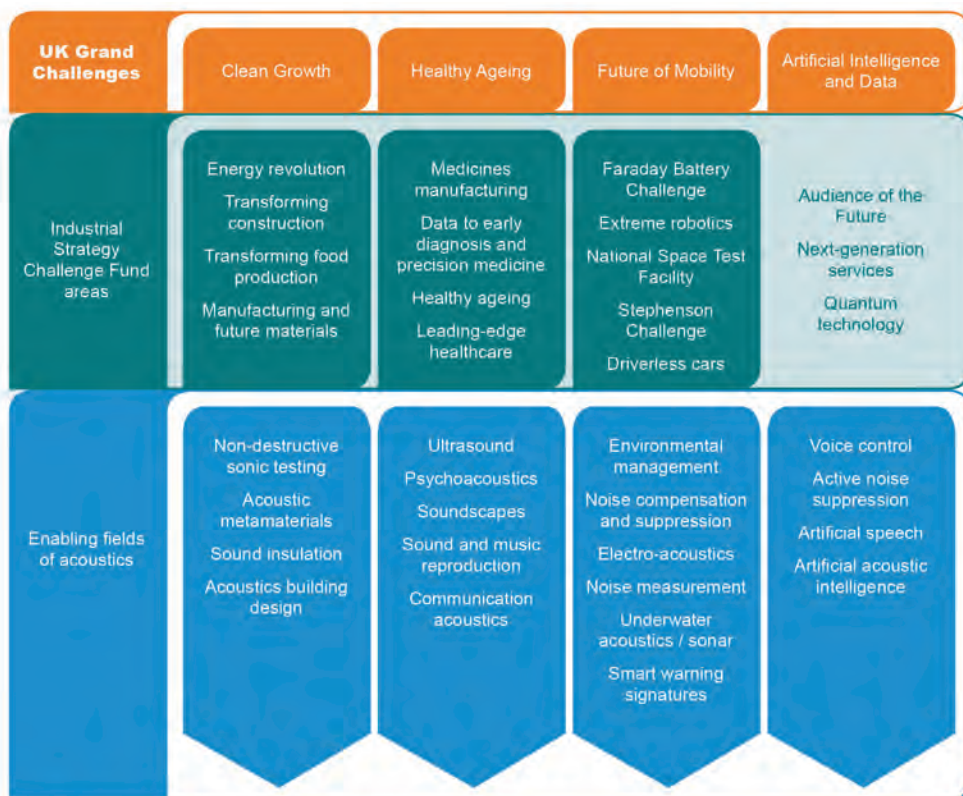 UK Grand
Challenges
Clean Growth
Healthy Ageing
Future of Mobility
Artificial Intelligence
and Data
Industrial
Strategy
Challenge Fund
areas
Energy revolution
Transforming
construction
Transforming food
production
Manufacturing and
future materials
Medicines
manufacturing
Data to early
diagnosis and
precision medicine
Healthy ageing
Leading-edge
healthcare
Faraday Battery
Challenge
Extreme robotics
National Space Test
Facility
Stephenson
Challenge
Driverless cars
Audience of the
Future
Next-generation
services
Quantum
technology
Enabling fields
of acoustics
Non-destructive
sonic testing
Acoustic
metamaterials
Sound insulation
Acoustics building
design
Ultrasound
Psychoacoustics
Soundscapes
Sound and music
reproduction
Communication
acoustics
Environmental
management
Noise compensation
and suppression
Electro-acoustics
Noise measurement
Underwater
acoustics / sonar
Smart warning
signatures
Voice control
Active noise
suppression
Artificial speech
Artificial acoustic
intelligence